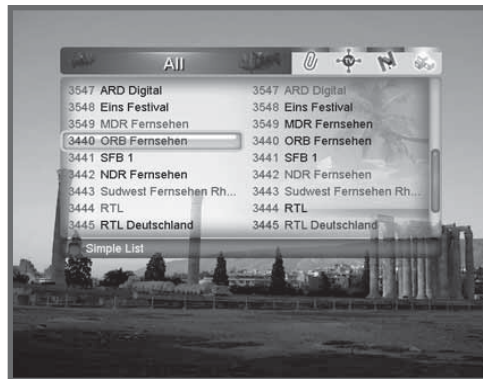 All
TV
3547 ARD Digital
3548 Eins Festival
3549 MDR Fernsehen
3440 ORB Fernsehen
3441 SFB 1
3442 NDR Fernsehen
3443 Sudwest Fernsehen Rh...
3444 RTL
3445 RTL Deutschland
3547 ARD Digital
3548 Eins Festival
3549 MDR Fernsehen
3440 ORB Fernsehen
3441 SFB 1
3442 NDR Fernsehen
3443 Sudwest Fernsehen Rh...
3444 RTL
3445 RTL Deutschland
Simple List